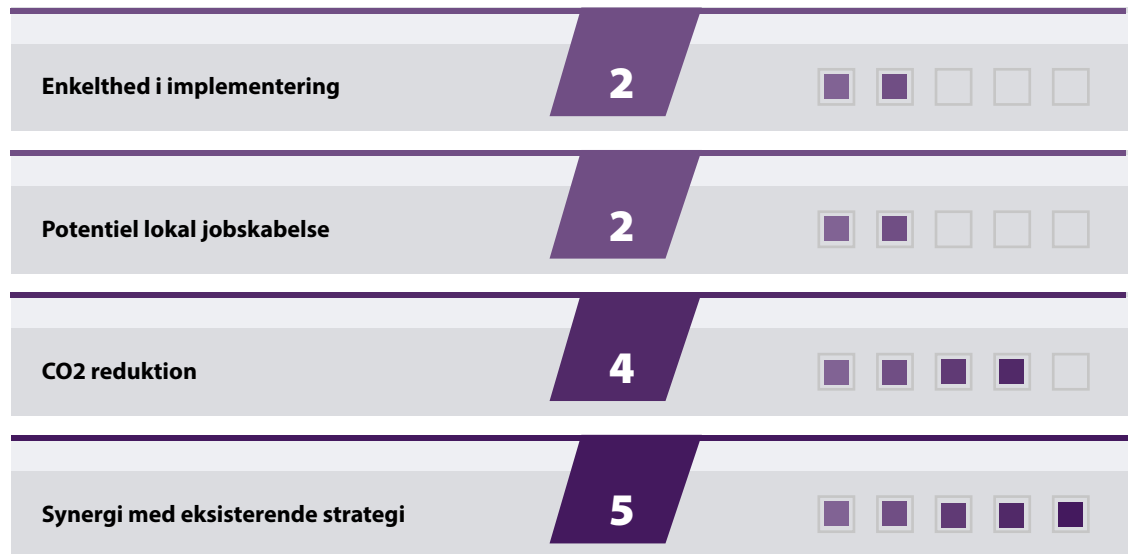 Enkelthed i implementering 2
Potentiel lokal jobskabelse 2
CO2 reduktion 4
Synergi med eksisterende strategi 5